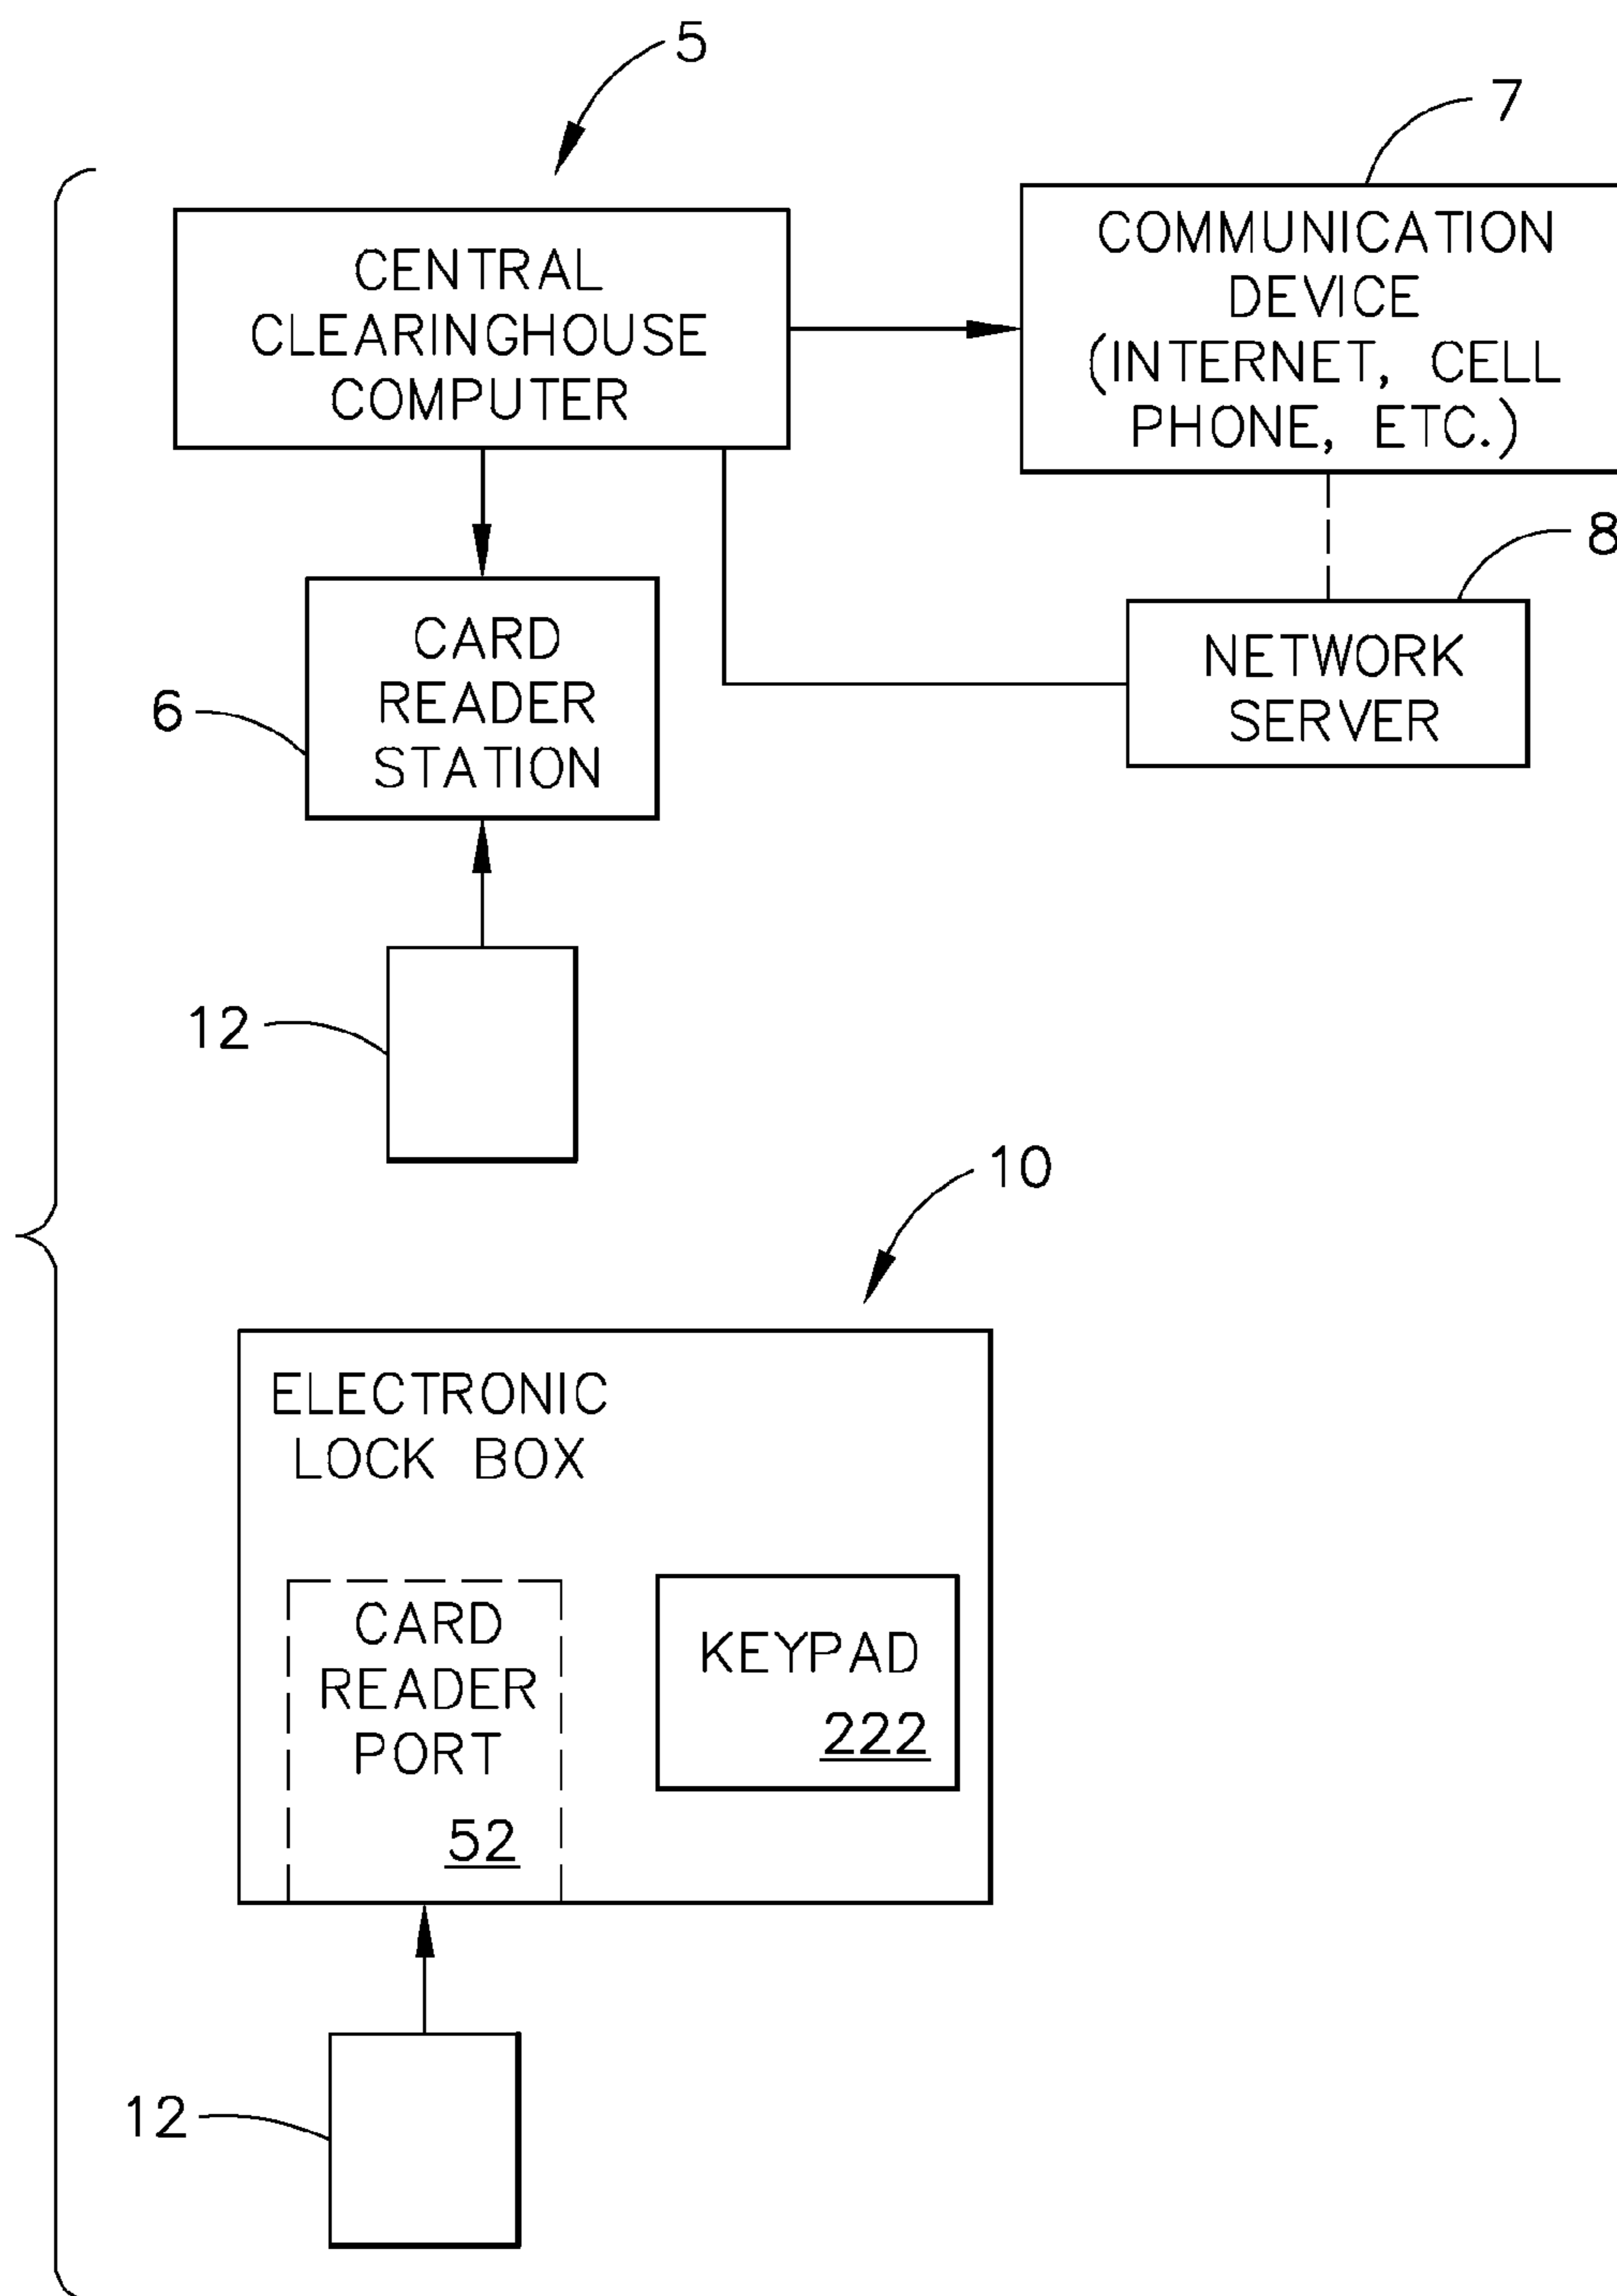 5
7
CENTRAL
CLEARINGHOUSE
COMPUTER
COMMUNICATION
DEVICE
(INTERNET, CELL
PHONE, ETC.)
8
CARD
READER
STATION
6
NETWORK
SERVER
12
10
ELECTRONIC
LOCK BOX
CARD
READER
PORT
52
KEYPAD
222
12